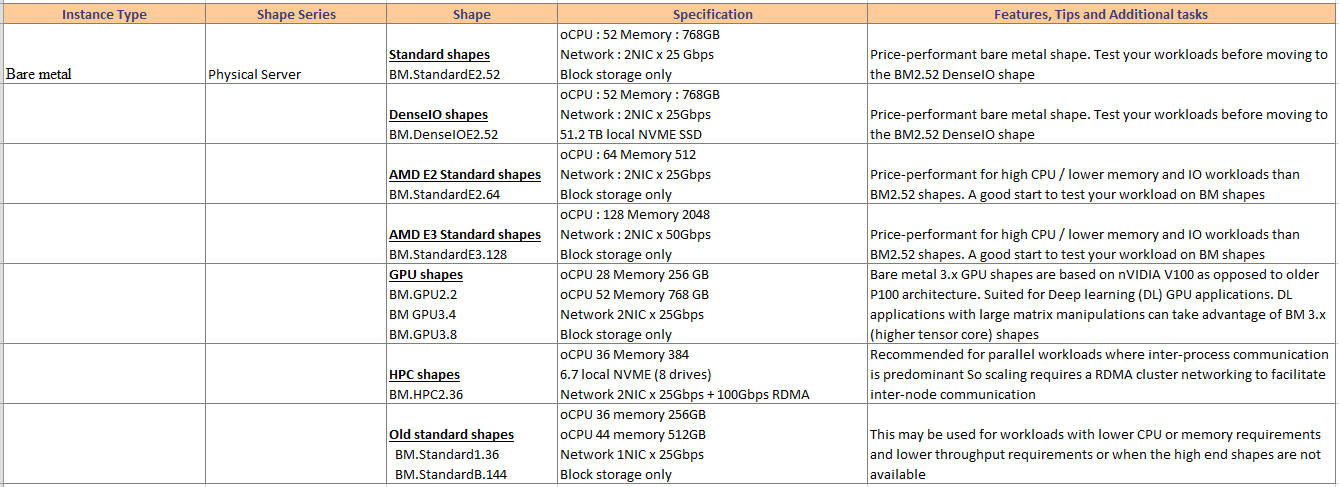 Instance Type Shape Series Shape Specification Features, Tips and Additional tasks
Bare metal
Physical Server
Standard shapes
BM.StandardE2.52
oCPU : 52 Memory : 768GB
Network : 2NIC x 25 Gbps
Block storage only
Price-performant bare metal shape. Test your workloads before moving to
the BM2.52 DenseIO shape
DenseIO shapes
BM.DenseIOE2.52
oCPU : 52 Memory : 768GB
Network : 2NIC x 25Gbps
51.2 TB local NVME SSD
Price-performant bare metal shape. Test your workloads before moving to
the BM2.52 DenseIO shape
AMD E2 Standard shapes
BM.StandardE2.64
oCPU : 64 Memory 512
Network : 2NIC x 25Gbps
Block storage only
Price-performant for high CPU / lower memory and IO workloads than
BM2.52 shapes. A good start to test your workload on BM shapes
AMD E3 Standard shapes
BM.StandardE3.128
oCPU : 128 Memory 2048
Network : 2NIC x 50Gbps
Block storage only
Price-performant for high CPU / lower memory and IO workloads than
BM2.52 shapes. A good start to test your workload on BM shapes
GPU shapes
BM.GPU2.2
BM GPU3.4
BM.GPU3.8
oCPU 28 Memory 256 GB
oCPU 52 Memory 768 GB
Network 2NIC x 25Gbps
Block storage only
Bare metal 3.x GPU shapes are based on nVIDIA V100 as opposed to older
P100 architecture. Suited for Deep learning (DL) GPU applications. DL
applications with large matrix manipulations can take advantage of BM 3.x
(higher tensor core) shapes
HPC shapes
BM.HPC2.36
oCPU 36 Memory 384
6.7 local NVME (8 drives)
Network 2NIC x 25Gbps + 100Gbps RDMA
Recommended for parallel workloads where inter-process communication
is predominant So scaling requires a RDMA cluster networking to facilitate
inter-node communication
Old standard shapes
BM.Standard1.36
BM.StandardB.144
oCPU 36 memory 256GB
oCPU 44 memory 512GB
Network 1NIC x 25Gbps
Block storage only
This may be used for workloads with lower CPU or memory requirements
and lower throughput requirements or when the high end shapes are not
available